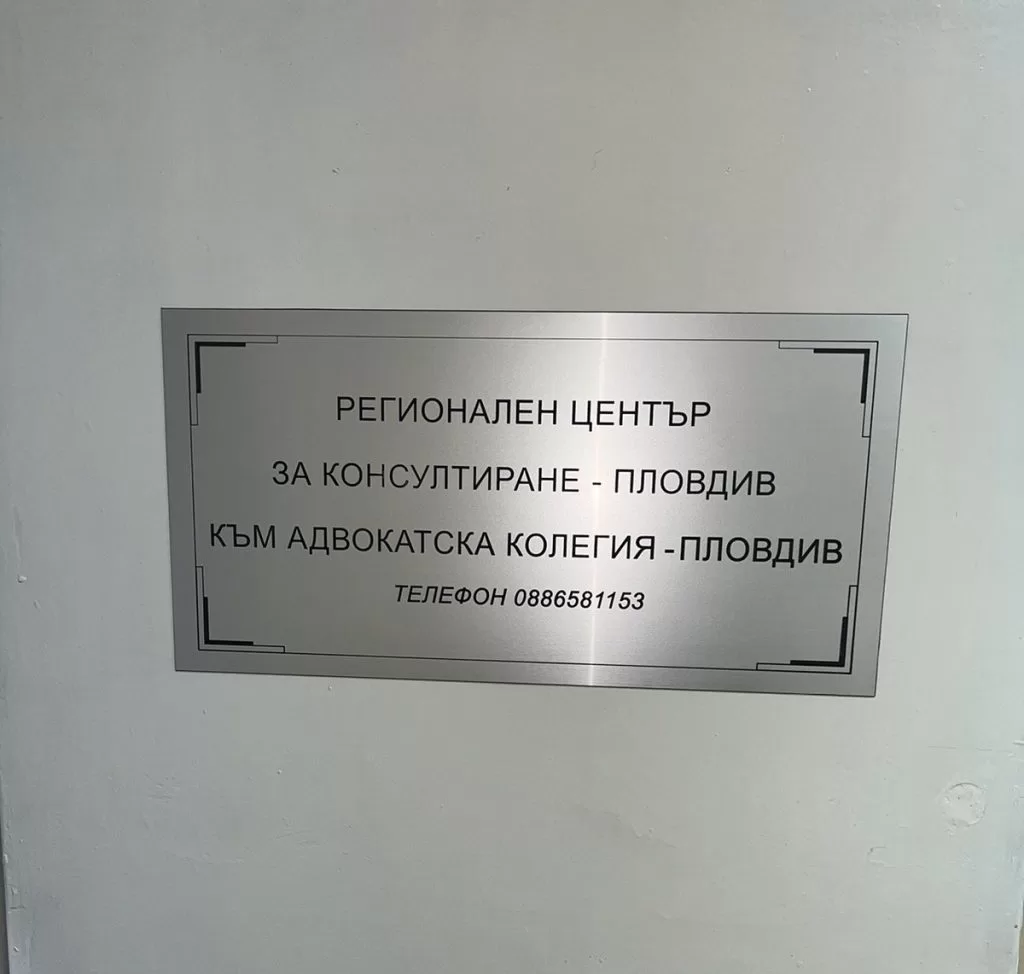 РЕГИОНАЛЕН ЦЕНТЪР
ЗА КОНСУЛТИРАНЕ - ПЛОВДИВ
КЪМ АДВОКАТСКА КОЛЕГИЯ - ПЛОВДИВ
ТЕЛЕФОН 0886581153